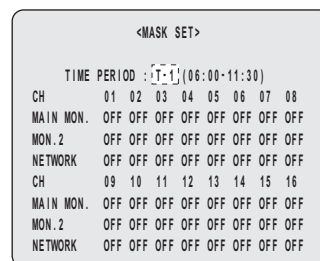 <MASK SET>
TIME PERIOD : T-1 (06:00-11:30)
CH 01 02 03 04 05 06 07 08
MAIN MON. OFF OFF OFF OFF OFF OFF OFF OFF
MON.2 OFF OFF OFF OFF OFF OFF OFF OFF
NETWORK OFF OFF OFF OFF OFF OFF OFF OFF
CH 09 10 11 12 13 14 15 16
MAIN MON. OFF OFF OFF OFF OFF OFF OFF OFF
MON.2 OFF OFF OFF OFF OFF OFF OFF OFF
NETWORK OFF OFF OFF OFF OFF OFF OFF OFF